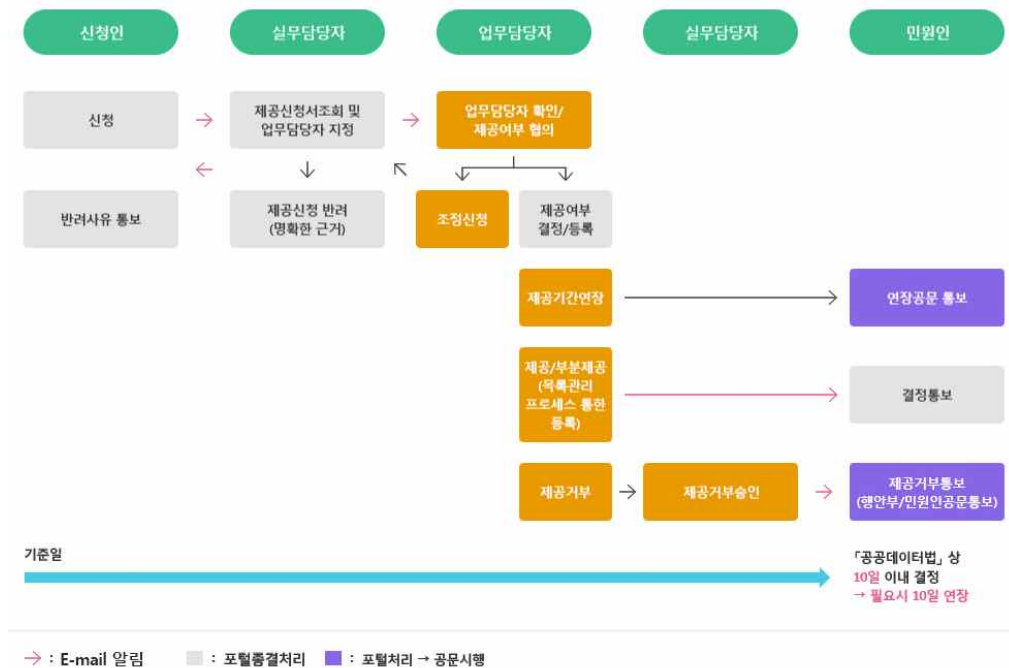 신청인
실무담당자
업무담당자
실무담당자
민원인
신청
제공신청서조회 및
업무담당자 지정
업무담당자 확인/
제공여부 협의
반려사유 통보
제공신청 반려
(명확한 근거)
조정신청
제공여부
결정/등록
제공기간연장
연장공문 통보
제공/부분제공
(목록관리
프로세스 통한
등록)
결정통보
제공거부
제공거부승인
제공거부통보
(행안부/민원인공문통보)
기준일
「공공데이터법」 상
10일 이내 결정
→ 필요시 10일 연장
→ : E-mail 알림
: 포털종결처리
: 포털처리 → 공문시행